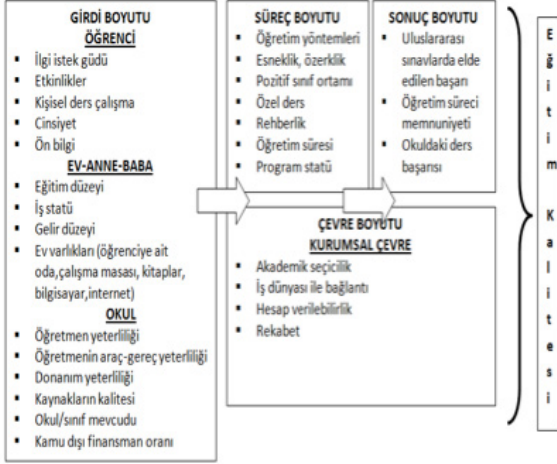 GİRDİ BOYUTU
ÖĞRENCİ
▪ İlgi istek güdü
▪ Etkinlikler
▪ Kişisel ders çalışma
▪ Cinsiyet
▪ Ön bilgi
EV-ANNE-BABA
▪ Eğitim düzeyi
▪ İş statü
▪ Gelir düzeyi
▪ Ev varlıkları (öğrenciye ait
oda,çalışma masası, kitaplar,
bilgisayar,internet)
OKUL
▪ Öğretmen yeterliliği
▪ Öğretmenin araç-gereç yeterliliği
▪ Donanım yeterliliği
▪ Kaynakların kalitesi
▪ Okul/sınıf mevcudu
▪ Kamu dışı finansman oranı
SÜREÇ BOYUTU
▪ Öğretim yöntemleri
▪ Esneklik, özerklik
▪ Pozitif sınıf ortamı
▪ Özel ders
▪ Rehberlik
▪ Öğretim süresi
▪ Program statü
SONUÇ BOYUTU
▪ Uluslararası
sınavlarda elde
edilen başarı
▪ Öğretim süreci
memnuniyeti
▪ Okuldaki ders
başarısı
ÇEVRE BOYUTU
KURUMSAL ÇEVRE
▪ Akademik seçicilik
▪ İş dünyası ile bağlantı
▪ Hesap verilebilirlik
▪ Rekabet
E
ğ
i
t
i
m
K
a
l
i
t
e
s
i